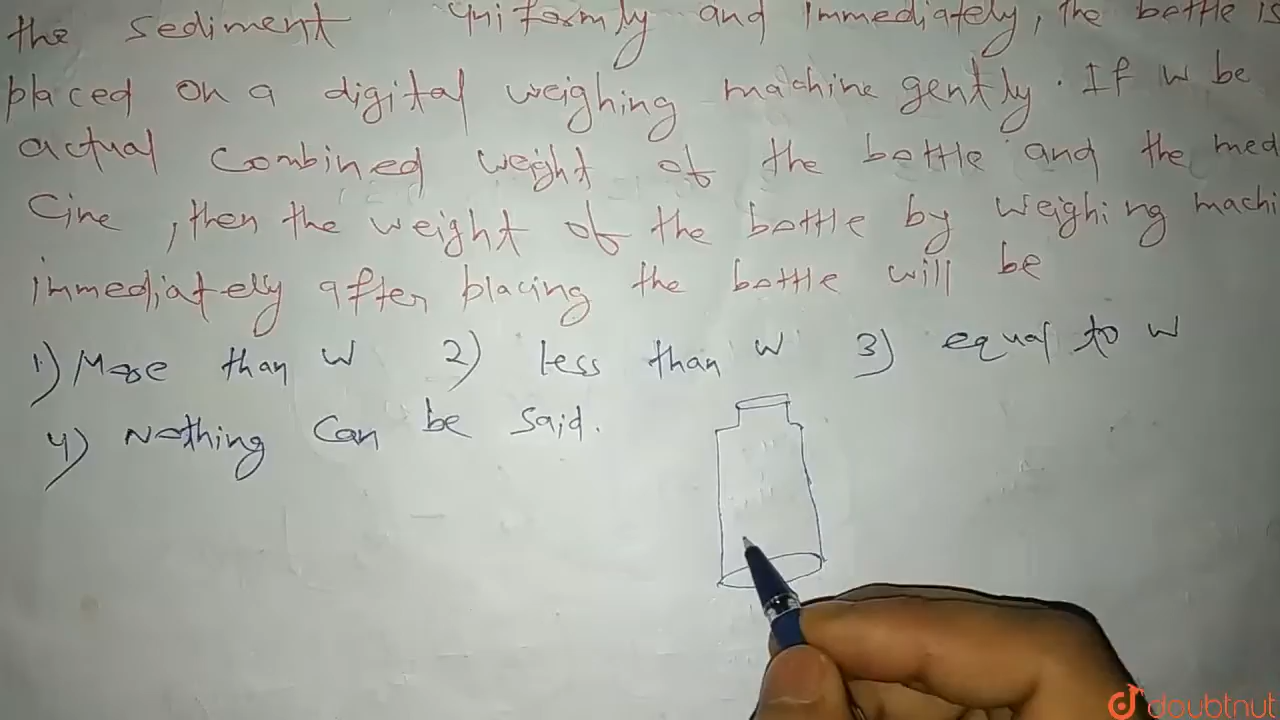 the sediment uniformly and immediately, the bottle is
placed on a digital weighing machine gently. If w be
actual combined weight of the bottle and the med
cine, then the weight of the bottle by weighing machi
immediately after placing the bottle will be
1) More than W 2) less than W 3) equal to W
4) Nothing can be said.
doubtnut